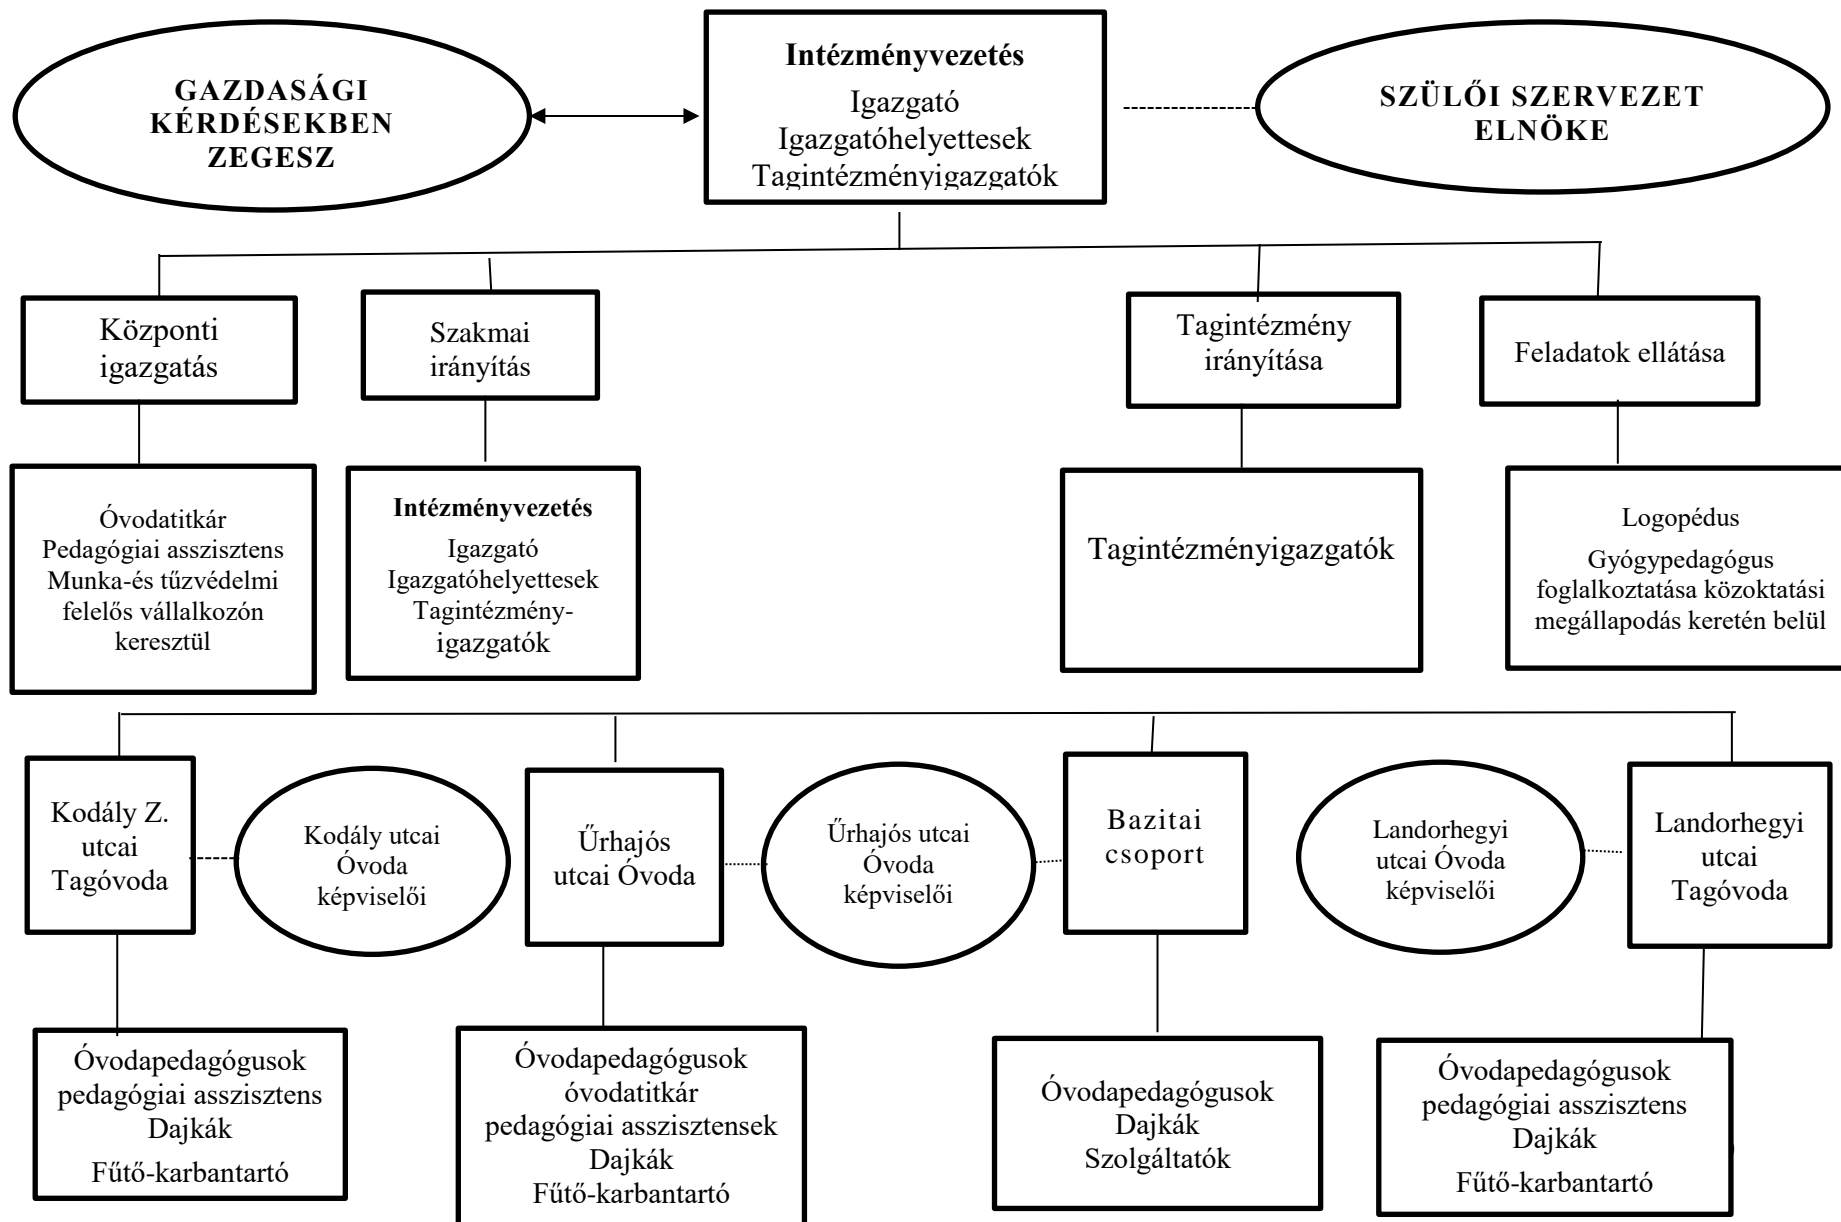 GAZDASÁGI
KÉRDÉSEKBEN
ZEGESZ
Intézményvezetés
Igazgató
Igazgatóhelyettesek
Tagintézményigazgatók
SZÜLŐI SZERVEZET
ELNÖKE
Központi
igazgatás
Szakmai
irányítás
Tagintézmény
irányítása
Feladatok ellátása
Óvodatitkár
Pedagógiai asszisztens
Munka-és tűzvédelmi
felelős vállalkozón
keresztül
Intézményvezetés
Igazgató
Igazgatóhelyettesek
Tagintézmény-
igazgatók
Tagintézményigazgatók
Logopédus
Gyógypedagógus
foglalkoztatása közoktatási
megállapodás keretén belül
Kodály Z.
utcai
Tagóvoda
Kodály utcai
Óvoda
képviselői
Űrhajós
utcai Óvoda
Űrhajós utcai
Óvoda
képviselői
Bazitai
csoport
Landorhegyi
utcai Óvoda
képviselői
Landorhegyi
utcai
Tagóvoda
Óvodapedagógusok
pedagógiai asszisztens
Dajkák
Fűtő-karbantartó
Óvodapedagógusok
óvodatitkár
pedagógiai asszisztensek
Dajkák
Fűtő-karbantartó
Óvodapedagógusok
Dajkák
Szolgáltatók
Óvodapedagógusok
pedagógiai asszisztens
Dajkák
Fűtő-karbantartó